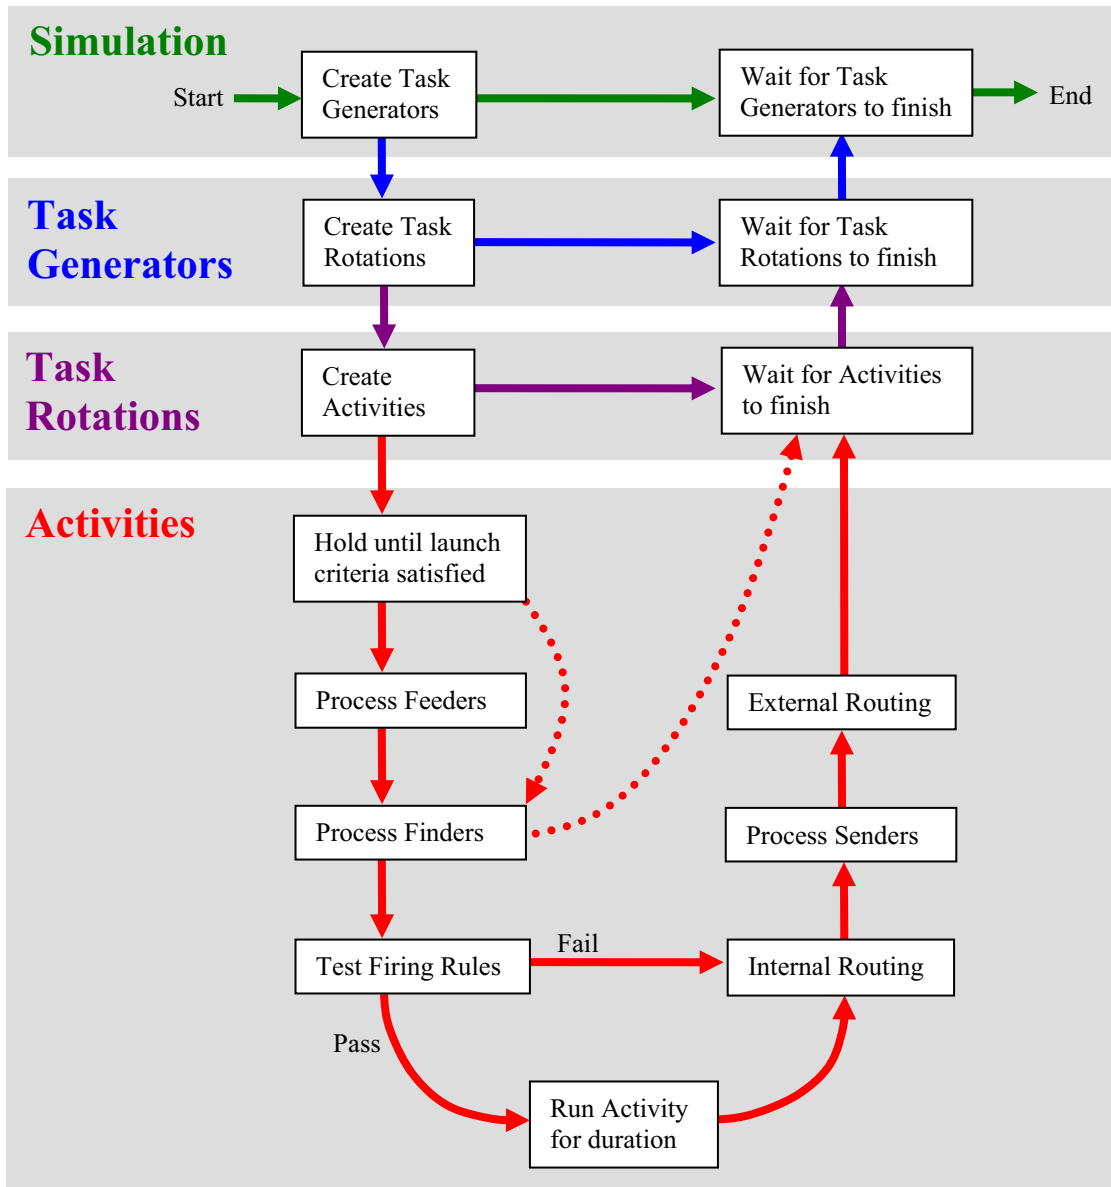 Simulation
Start
Create Task
Generators
Wait for Task
Generators to finish
End
Task
Generators
Create Task
Rotations
Wait for Task
Rotations to finish
Task
Rotations
Create
Activities
Wait for Activities
to finish
Activities
Hold until launch
criteria satisfied
Process Feeders
External Routing
Process Finders
Process Senders
Test Firing Rules
Fail
Internal Routing
Pass
Run Activity
for duration